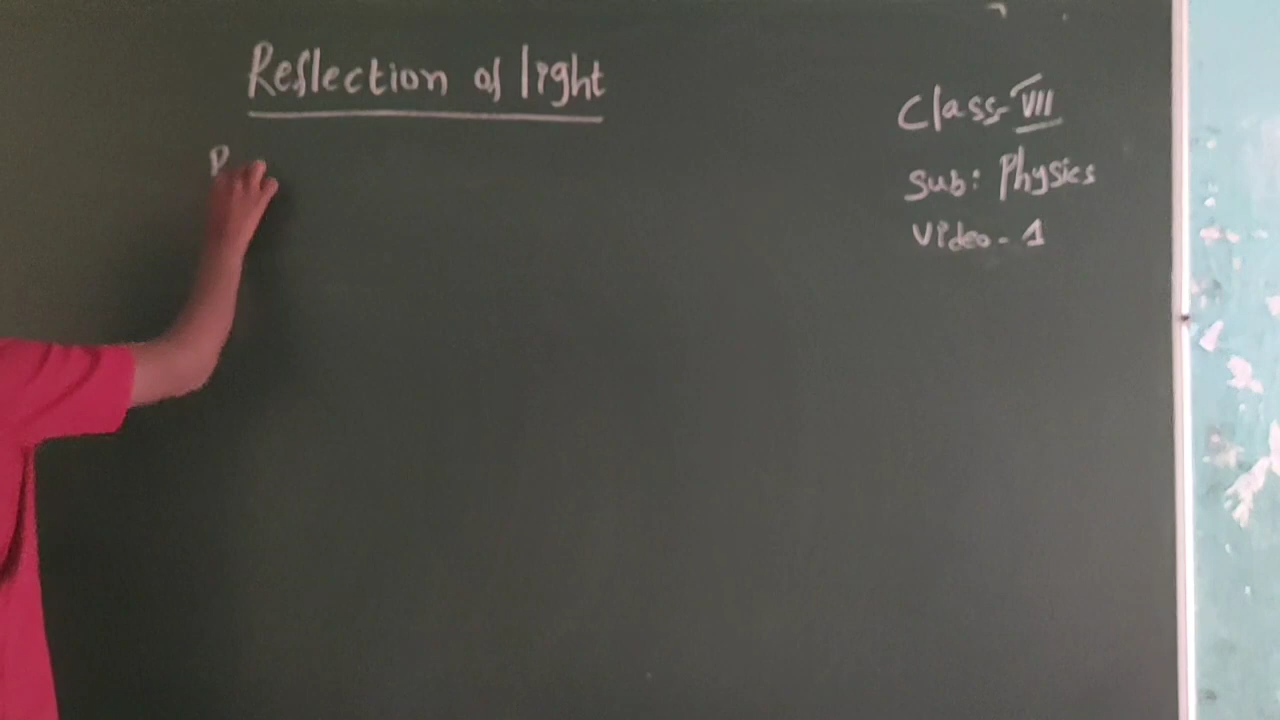 Reflection of light
Class-VII
Sub: Physics
Video-1
R